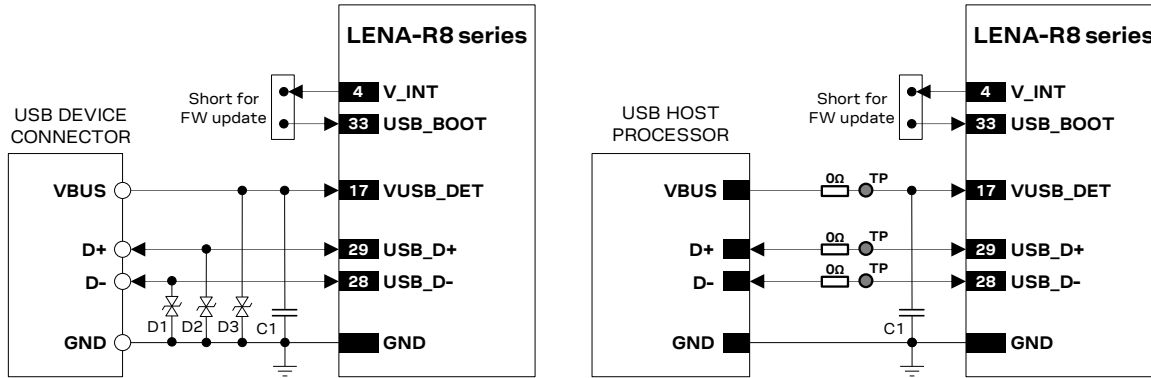 LENA-R8 series
4 V_INT
Short for
FW update
33 USB_BOOT
USB DEVICE
CONNECTOR
VBUS
17 VUSB_DET
D+
29 USB_D+
D-
28 USB_D-
D1 D2 D3 C1
GND
GND
LENA-R8 series
4 V_INT
Short for
FW update
33 USB_BOOT
USB HOST
PROCESSOR
0Ω TP
VBUS
17 VUSB_DET
0Ω TP
D+
29 USB_D+
0Ω TP
D-
28 USB_D-
C1
GND
GND